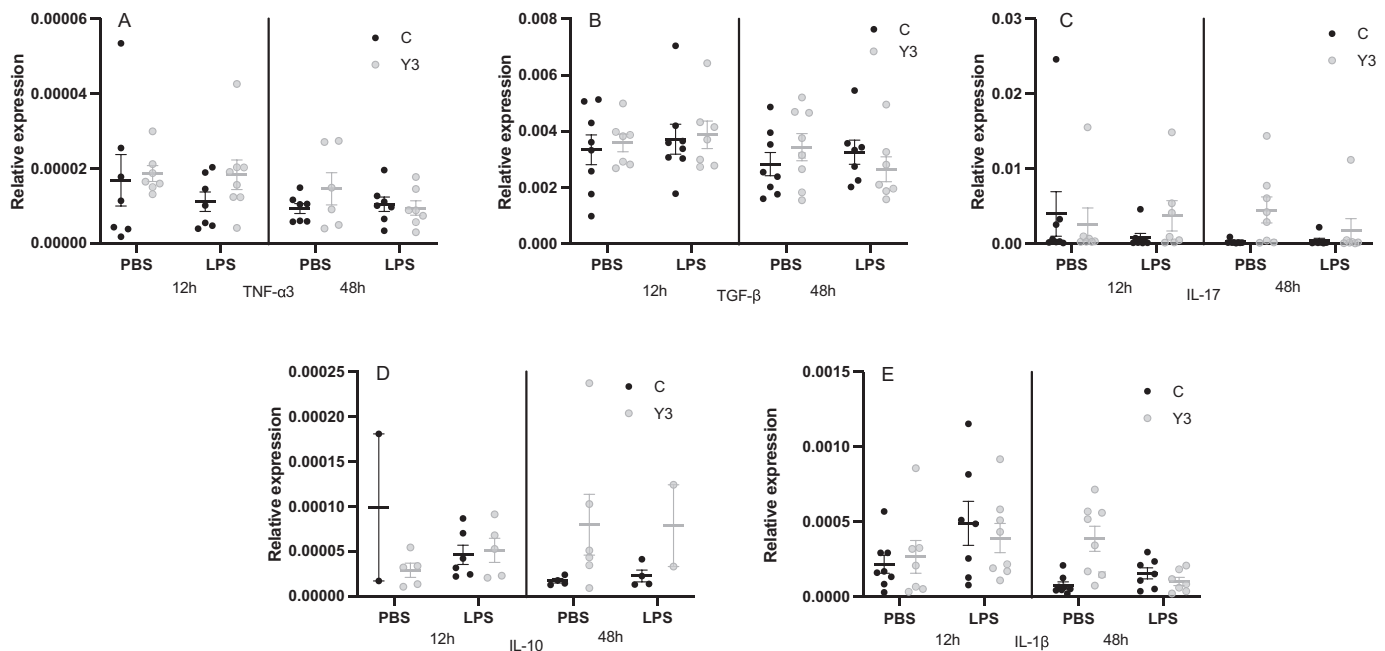 A
Relative expression
0.00006
0.00004
0.00002
0.00000
C
Y3
PBS LPS PBS LPS
12h TNF-α3 48h
B
Relative expression
0.008
0.006
0.004
0.002
0.000
C
Y3
PBS LPS PBS LPS
12h TGF-β 48h
C
Relative expression
0.03
0.02
0.01
0.00
C
Y3
PBS LPS PBS LPS
12h IL-17 48h
D
Relative expression
0.00025
0.00020
0.00015
0.00010
0.00005
0.00000
C
Y3
PBS LPS PBS LPS
12h IL-10 48h
E
Relative expression
0.0015
0.0010
0.0005
0.0000
C
Y3
PBS LPS PBS LPS
12h IL-1β 48h